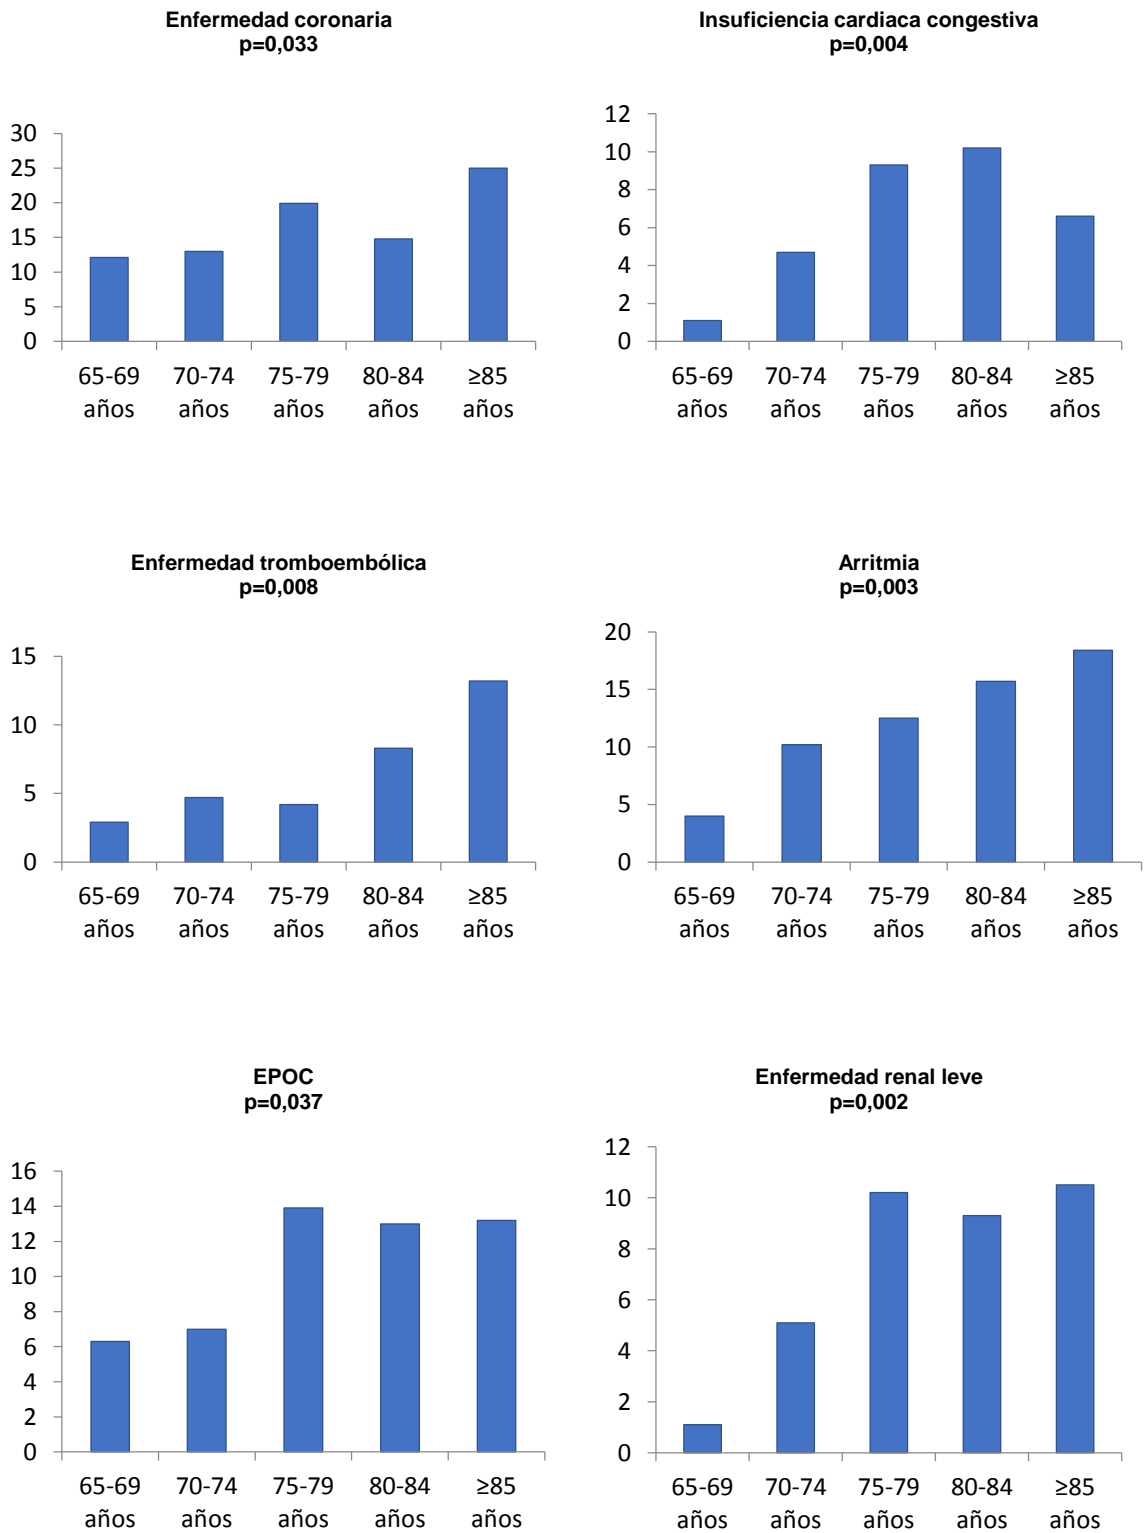 Enfermedad coronaria
p=0,033
30
25
20
15
10
5
0
65-69 70-74 75-79 80-84 ≥85
años años años años años
Insuficiencia cardiaca congestiva
p=0,004
12
10
8
6
4
2
0
65-69 70-74 75-79 80-84 ≥85
años años años años años
Enfermedad tromboembólica
p=0,008
15
10
5
0
65-69 70-74 75-79 80-84 ≥85
años años años años años
Arritmia
p=0,003
20
15
10
5
0
65-69 70-74 75-79 80-84 ≥85
años años años años años
EPOC
p=0,037
16
14
12
10
8
6
4
2
0
65-69 70-74 75-79 80-84 ≥85
años años años años años
Enfermedad renal leve
p=0,002
12
10
8
6
4
2
0
65-69 70-74 75-79 80-84 ≥85
años años años años años